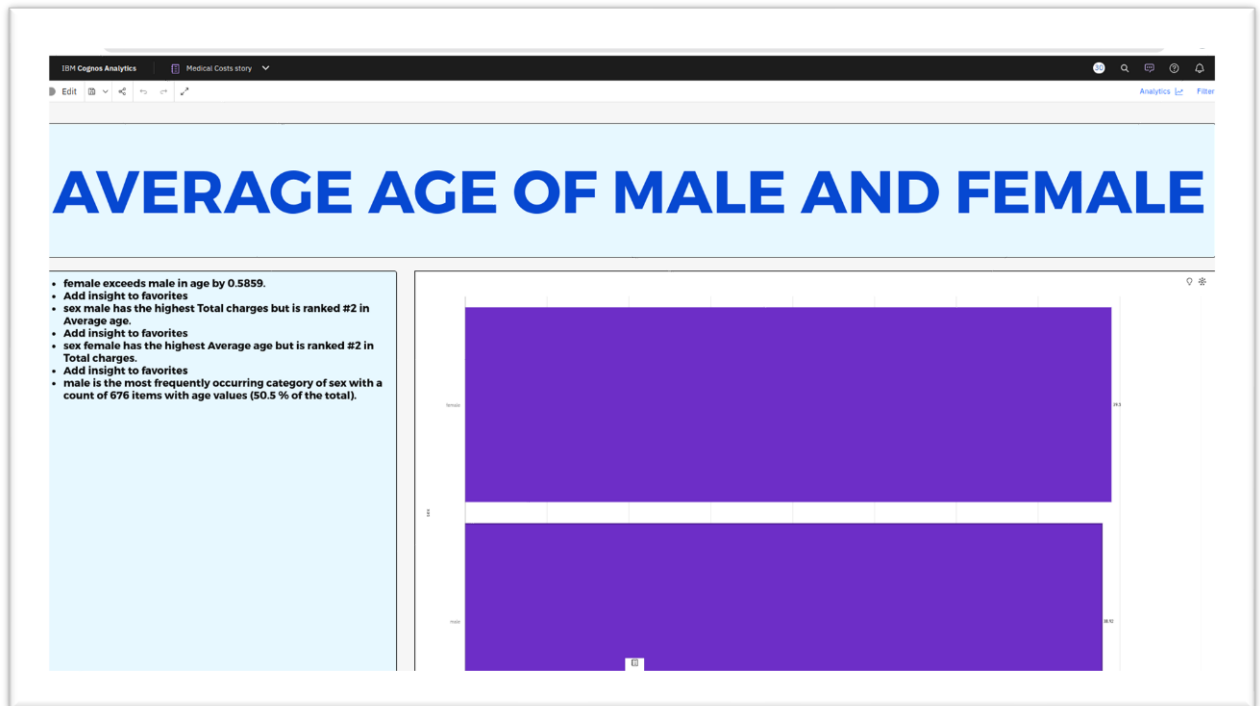 IBM Cognos Analytics
Medical Costs story
Edit
Analytics
Filter
AVERAGE AGE OF MALE AND FEMALE
• female exceeds male in age by 0.5859.
• Add insight to favorites
• sex male has the highest Total charges but is ranked #2 in
Average age.
• Add insight to favorites
• sex female has the highest Average age but is ranked #2 in
Total charges.
• Add insight to favorites
• male is the most frequently occurring category of sex with a
count of 676 items with age values (50.5 % of the total).
female
sex
male